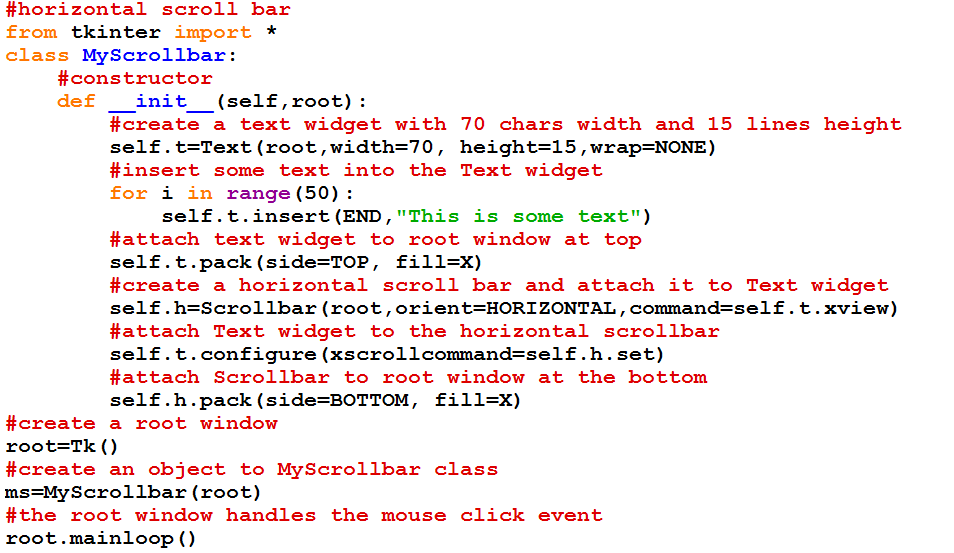 #horizontal scroll bar
from tkinter import *
class MyScrollbar:
    #constructor
    def __init__(self,root):
        #create a text widget with 70 chars width and 15 lines height
        self.t=Text(root,width=70, height=15,wrap=NONE)
        #insert some text into the Text widget
        for i in range(50):
            self.t.insert(END,"This is some text")
        #attach text widget to root window at top
        self.t.pack(side=TOP, fill=X)
        #create a horizontal scroll bar and attach it to Text widget
        self.h=Scrollbar(root,orient=HORIZONTAL,command=self.t.xview)
        #attach Text widget to the horizontal scrollbar
        self.t.configure(xscrollcommand=self.h.set)
        #attach Scrollbar to root window at the bottom
        self.h.pack(side=BOTTOM, fill=X)
#create a root window
root=Tk()
#create an object to MyScrollbar class
ms=MyScrollbar(root)
#the root window handles the mouse click event
root.mainloop()